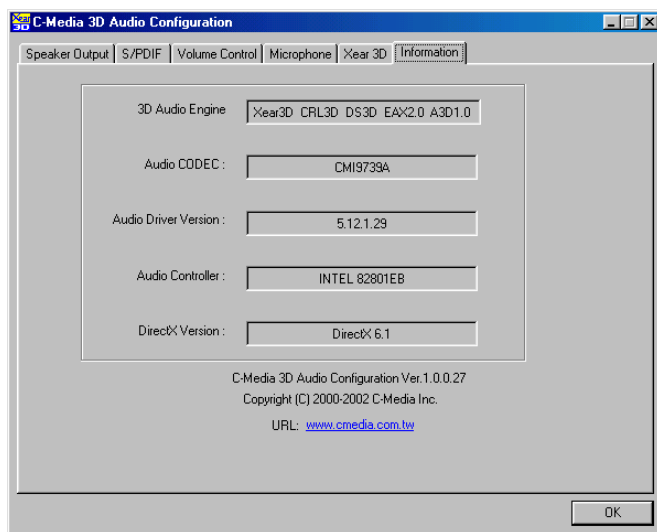 Xear 3D C-Media 3D Audio Configuration
Speaker Output S/PDIF Volume Control Microphone Xear 3D Information
3D Audio Engine Xear3D CRL3D DS3D EAX2.0 A3D1.0
Audio CODEC : CMI9739A
Audio Driver Version : 5.12.1.29
Audio Controller : INTEL 82801EB
DirectX Version : DirectX 6.1
C-Media 3D Audio Configuration Ver.1.0.0.27
Copyright (C) 2000-2002 C-Media Inc.
URL: www.cmedia.com.tw
OK